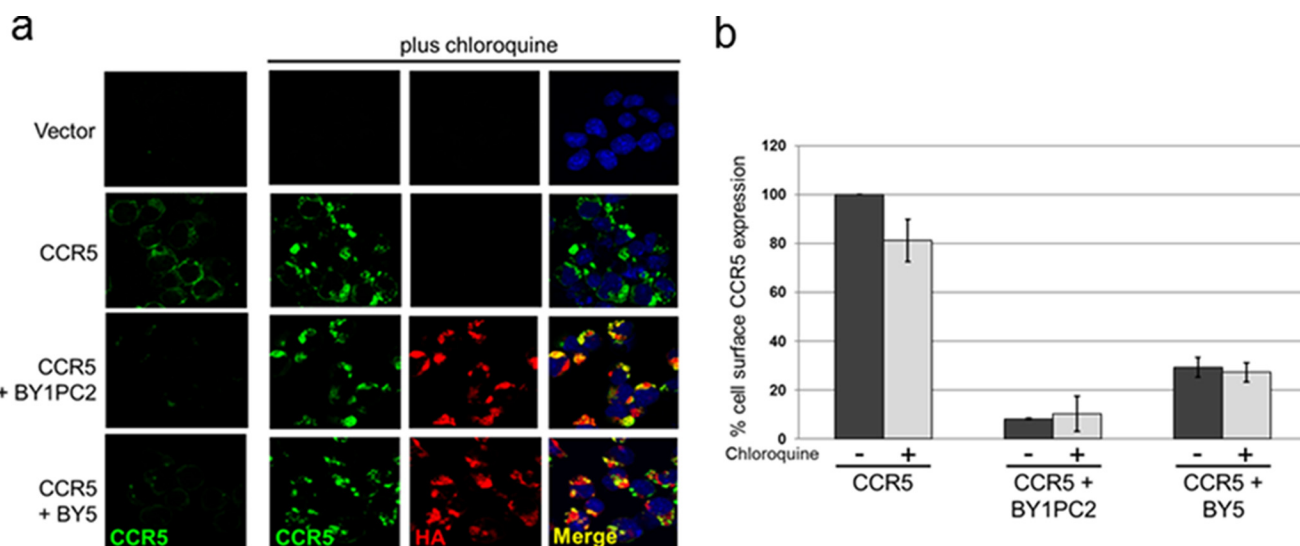 a
plus chloroquine
Vector
CCR5
CCR5
+ BY1PC2
CCR5
+ BY5
CCR5
CCR5
HA
Merge
b
% cell surface CCR5 expression
120
100
80
60
40
20
0
Chloroquine - + - + - +
CCR5
CCR5 +
BY1PC2
CCR5 +
BY5